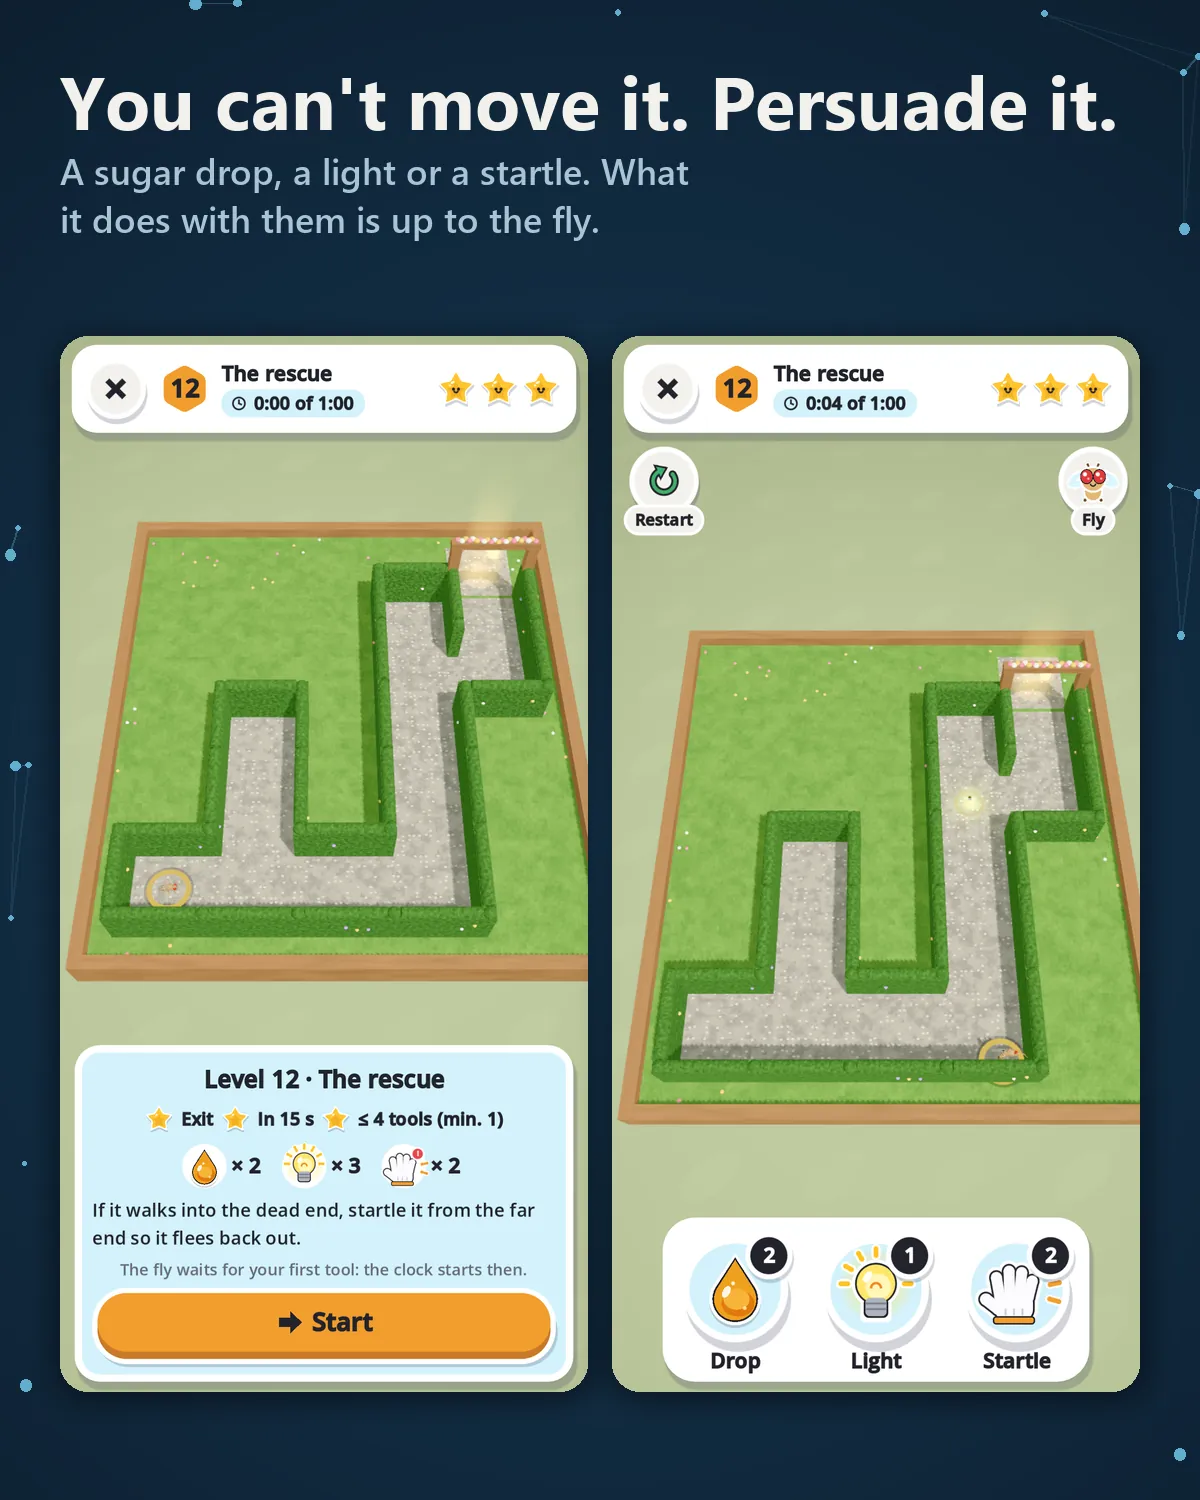 You can't move it. Persuade it.
A sugar drop, a light or a startle. What
it does with them is up to the fly.
12
The rescue
0:00 of 1:00
Level 12 · The rescue
Exit In 15 s ≤ 4 tools (min. 1)
× 2 × 3 × 2
If it walks into the dead end, startle it from the far
end so it flees back out.
The fly waits for your first tool: the clock starts then.
Start
12
The rescue
0:04 of 1:00
Restart
Fly
2 1 2
Drop Light Startle